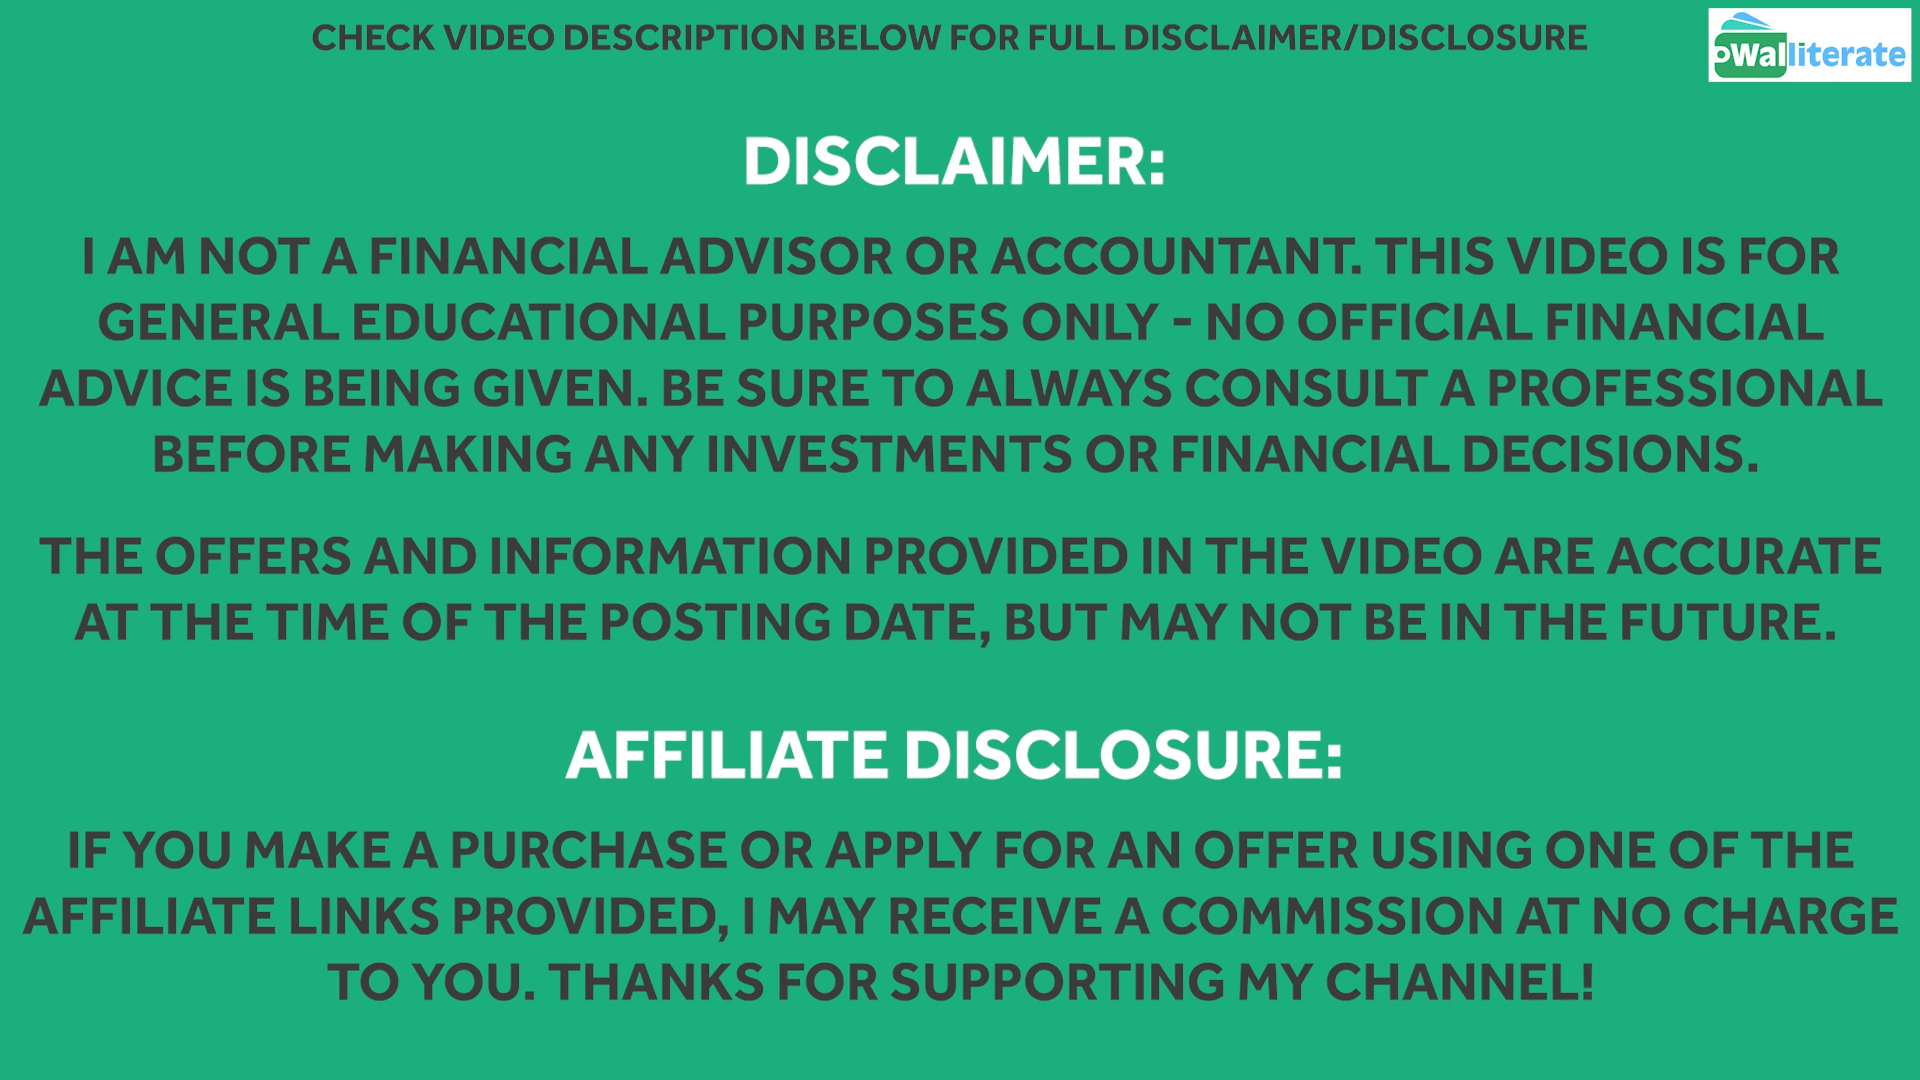 CHECK VIDEO DESCRIPTION BELOW FOR FULL DISCLAIMER/DISCLOSURE
Walliterate
DISCLAIMER:
I AM NOT A FINANCIAL ADVISOR OR ACCOUNTANT. THIS VIDEO IS FOR
GENERAL EDUCATIONAL PURPOSES ONLY - NO OFFICIAL FINANCIAL
ADVICE IS BEING GIVEN. BE SURE TO ALWAYS CONSULT A PROFESSIONAL
BEFORE MAKING ANY INVESTMENTS OR FINANCIAL DECISIONS.
THE OFFERS AND INFORMATION PROVIDED IN THE VIDEO ARE ACCURATE
AT THE TIME OF THE POSTING DATE, BUT MAY NOT BE IN THE FUTURE.
AFFILIATE DISCLOSURE:
IF YOU MAKE A PURCHASE OR APPLY FOR AN OFFER USING ONE OF THE
AFFILIATE LINKS PROVIDED, I MAY RECEIVE A COMMISSION AT NO CHARGE
TO YOU. THANKS FOR SUPPORTING MY CHANNEL!